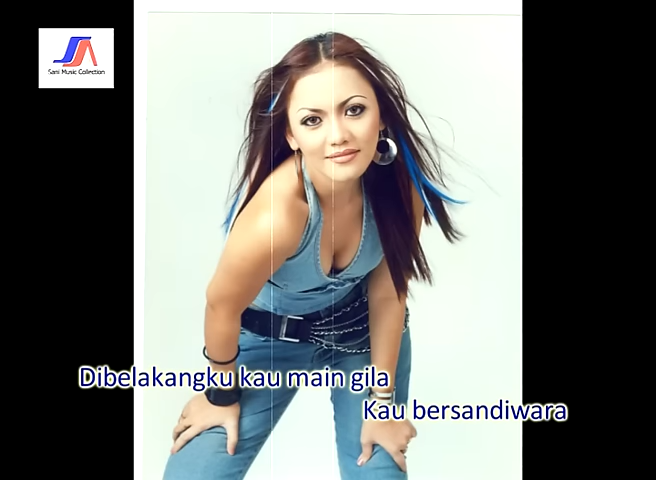 Sani Music Collection
Dibelakangku kau main gila
Kau bersandiwara